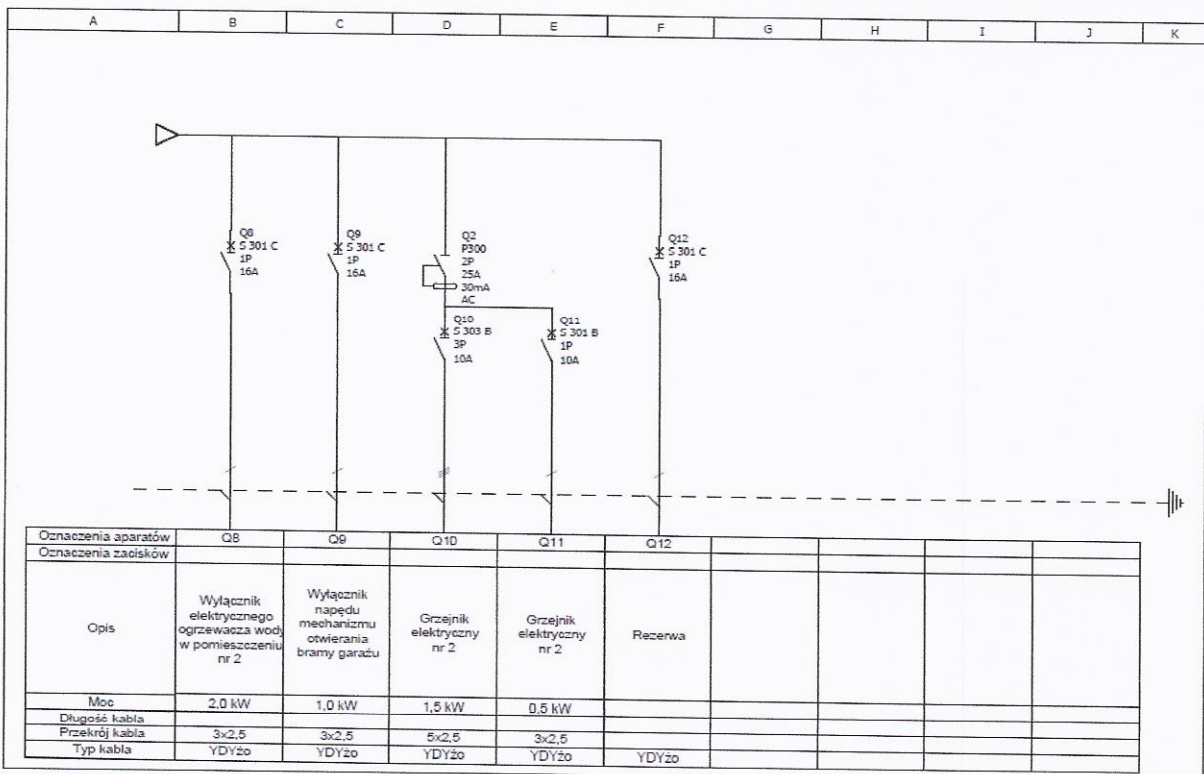 A B C D E F G H I J K
Q8
S 301 C
1P
16A
Q9
S 301 C
1P
16A
Q2
P300
2P
25A
30mA
AC
Q10
S 303 B
3P
10A
Q11
S 301 B
1P
10A
Q12
S 301 C
1P
16A
Oznaczenia aparatów Q8 Q9 Q10 Q11 Q12
Oznaczenia zacisków
Opis
Wyłącznik
elektrycznego
ogrzewacza wody
w pomieszczeniu
nr 2
Wyłącznik
napędu
mechanizmu
otwierania
bramy garażu
Grzejnik
elektryczny
nr 2
Grzejnik
elektryczny
nr 2
Rezerwa
Moc 2,0 kW 1,0 kW 1,5 kW 0,5 kW
Długość kabla
Przekrój kabla 3x2,5 3x2,5 5x2,5 3x2,5
Typ kabla YDYżo YDYżo YDYżo YDYżo YDYżo